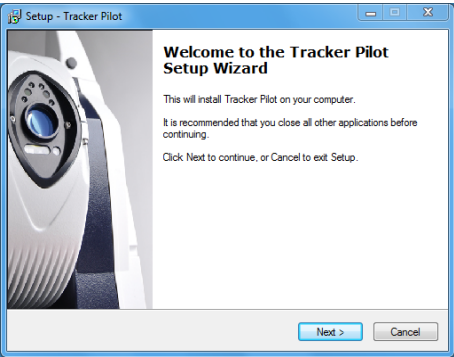 Setup - Tracker Pilot
Welcome to the Tracker Pilot
Setup Wizard
This will install Tracker Pilot on your computer.
It is recommended that you close all other applications before
continuing.
Click Next to continue, or Cancel to exit Setup.
Next >
Cancel